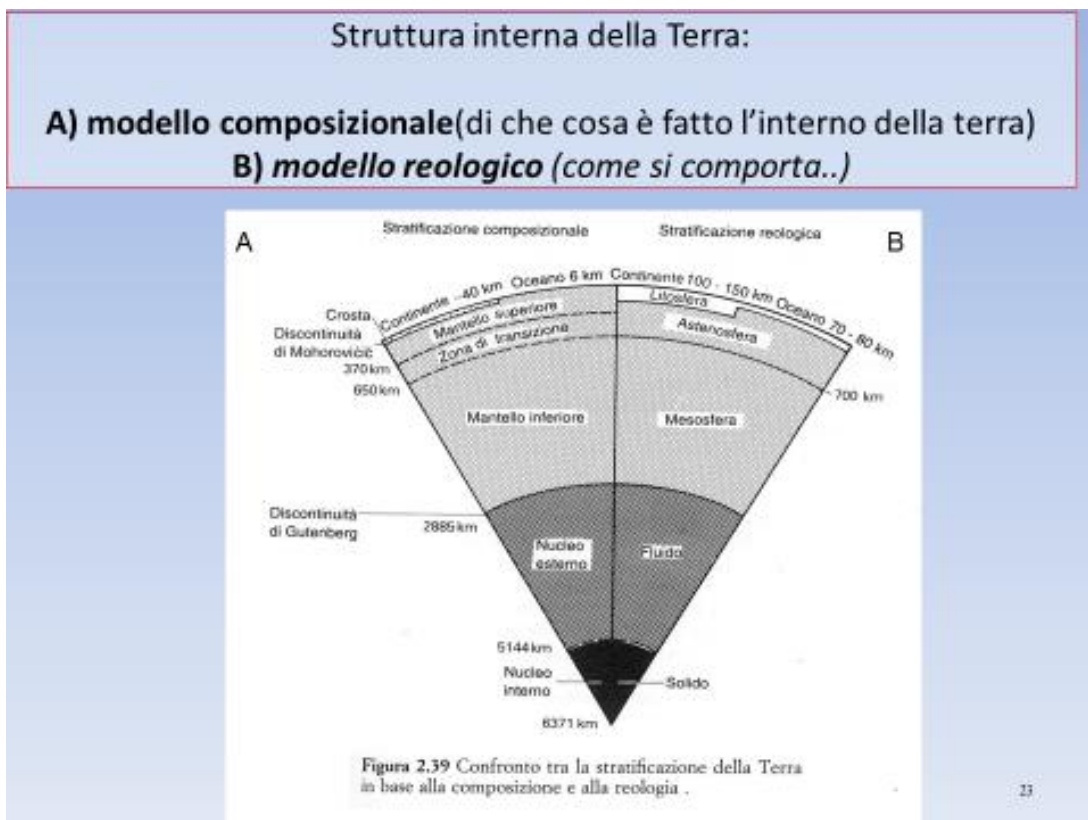 Struttura interna della Terra:
A) modello composizionale(di che cosa è fatto l'interno della terra)
B) modello reologico (come si comporta..)
A
Stratificazione composizionale
Stratificazione reologica
B
Continente ~40 km Oceano 6 km Continente 100 - 150 km Oceano 70 - 80 km
Crosta
Discontinuità
di Mohorovičić
370 km
650 km
Mantello superiore
Zona di transizione
Litosfera
Astenosfera
700 km
Mantello inferiore
Mesosfera
Discontinuità
di Gutenberg
2885 km
Nucleo
esterno
Fluido
5144 km
Nucleo
interno
Solido
6371 km
Figura 2.39 Confronto tra la stratificazione della Terra
in base alla composizione e alla reologia .
23